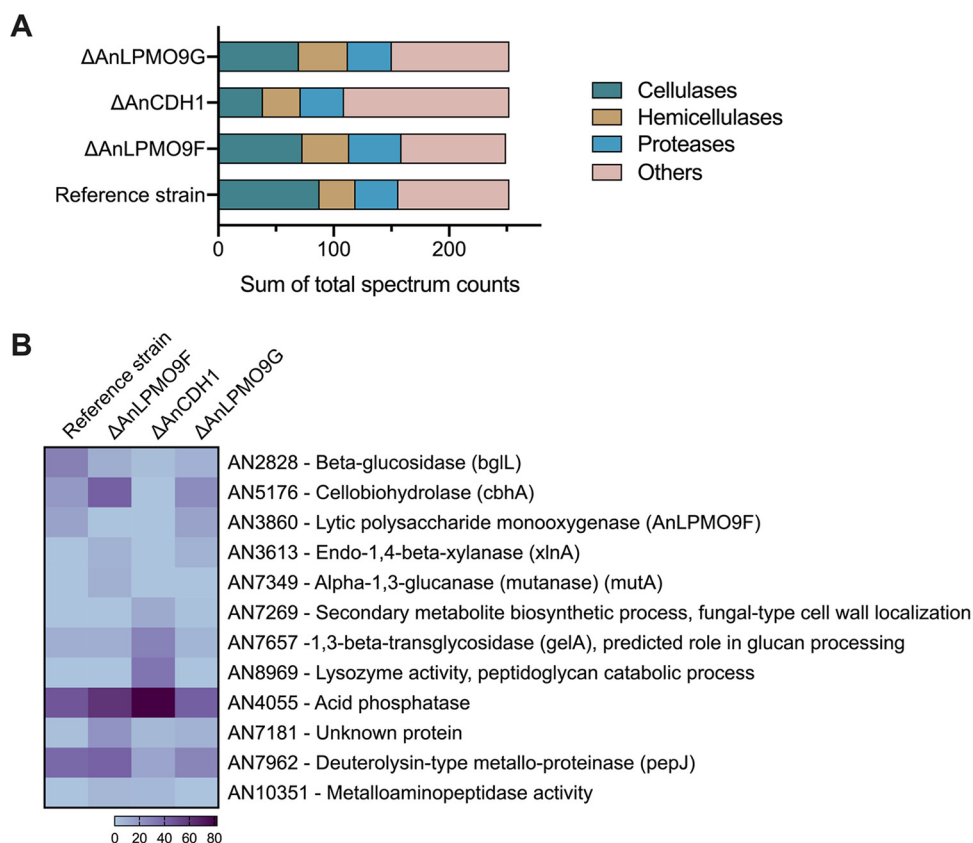 A
ΔAnLPMO9G
ΔAnCDH1
ΔAnLPMO9F
Reference strain
0 100 200
Sum of total spectrum counts
Cellulases
Hemicellulases
Proteases
Others
B
Reference strain
ΔAnLPMO9F
ΔAnCDH1
ΔAnLPMO9G
AN2828 - Beta-glucosidase (bglL)
AN5176 - Cellobiohydrolase (cbhA)
AN3860 - Lytic polysaccharide monooxygenase (AnLPMO9F)
AN3613 - Endo-1,4-beta-xylanase (xlnA)
AN7349 - Alpha-1,3-glucanase (mutanase) (mutA)
AN7269 - Secondary metabolite biosynthetic process, fungal-type cell wall localization
AN7657 -1,3-beta-transglycosidase (gelA), predicted role in glucan processing
AN8969 - Lysozyme activity, peptidoglycan catabolic process
AN4055 - Acid phosphatase
AN7181 - Unknown protein
AN7962 - Deuterolysin-type metallo-proteinase (pepJ)
AN10351 - Metalloaminopeptidase activity
0 20 40 60 80